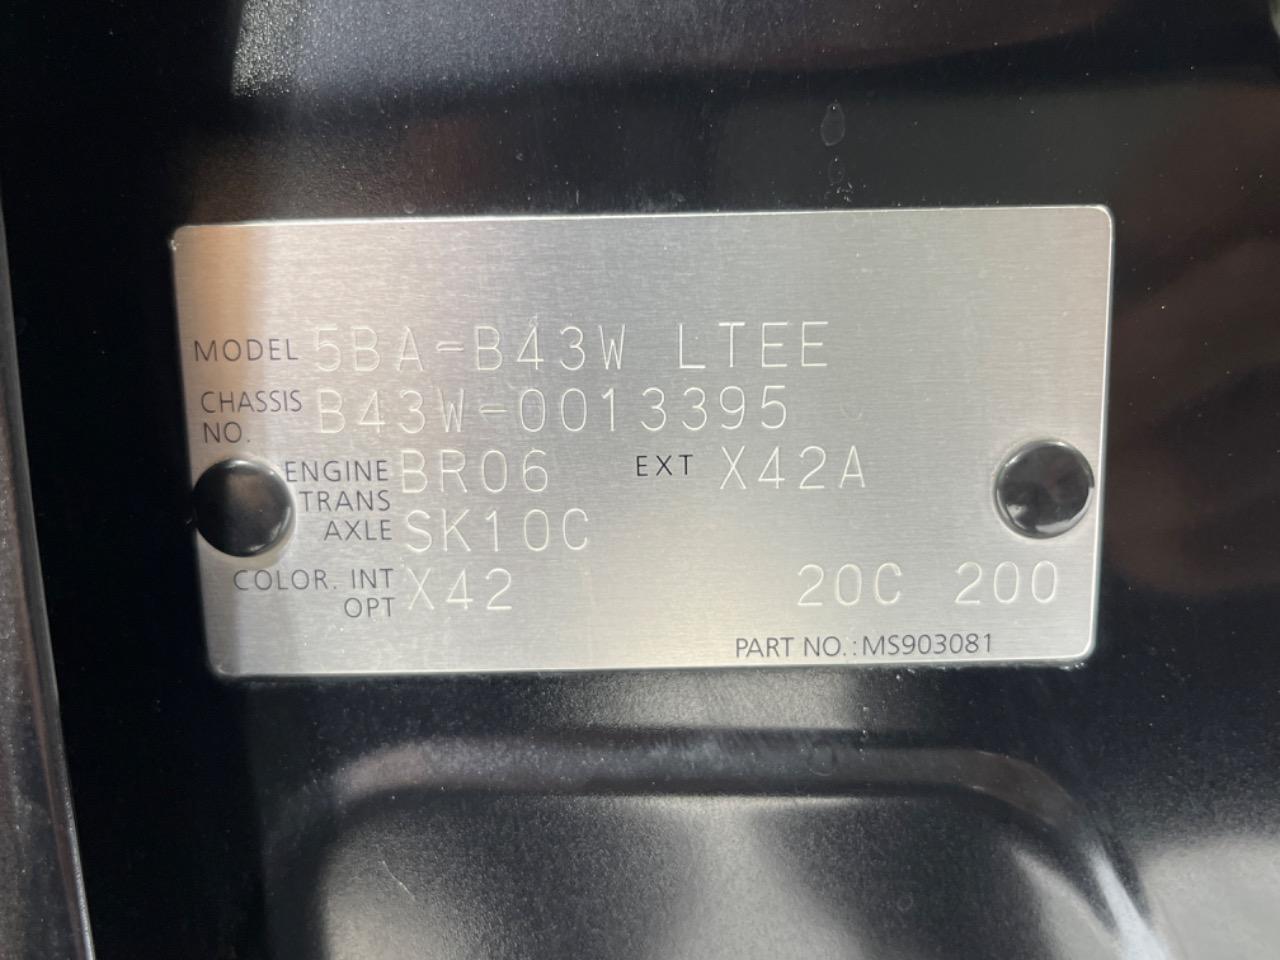 MODEL 5BA-B43W LTEE
CHASSIS NO. B43W-0013395
ENGINE BR06 EXT X42A
TRANS AXLE SK10C
COLOR. INT X42 20C 200
OPT
PART NO.:MS903081